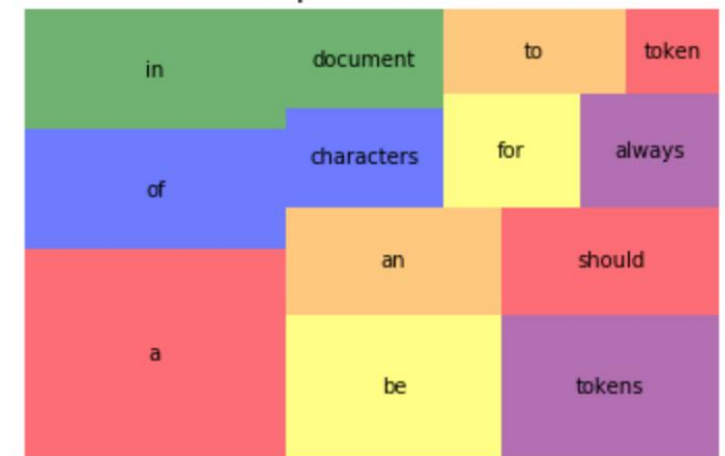 in
document
to
token
of
characters
for
always
a
an
should
be
tokens